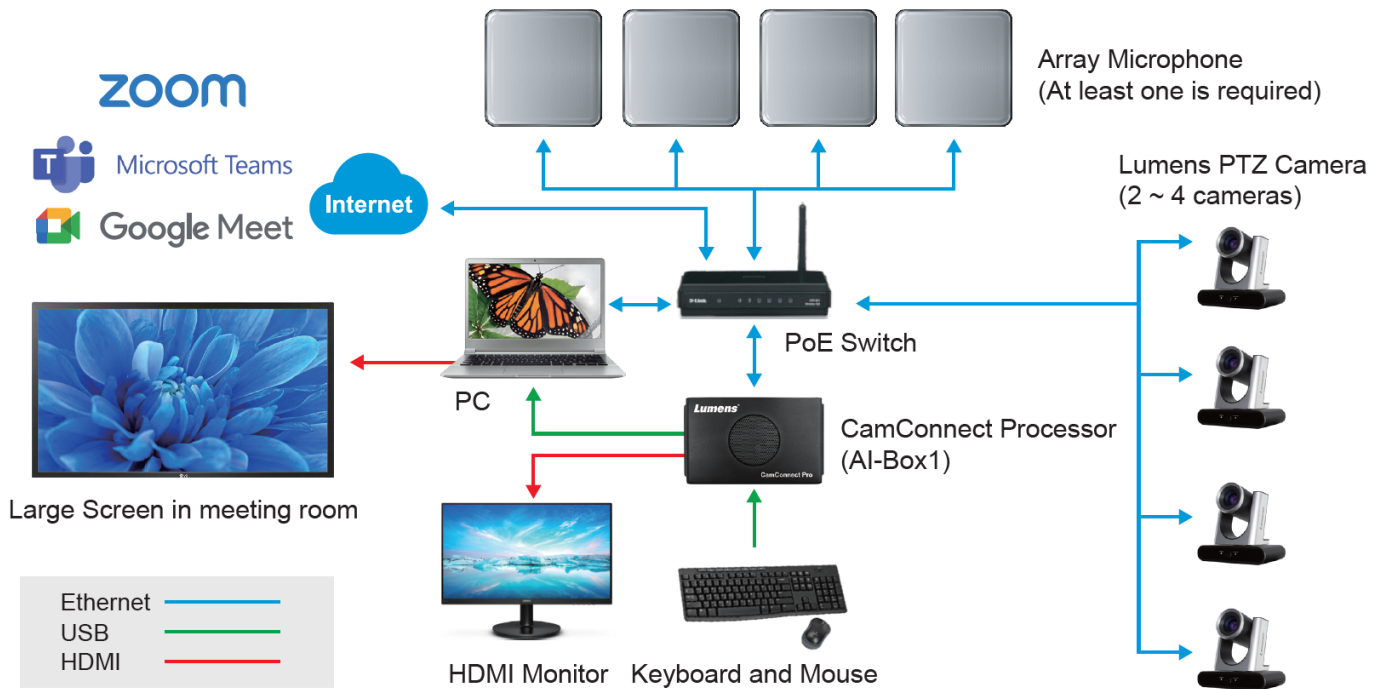 zoom
Microsoft Teams
Google Meet
Internet
Array Microphone
(At least one is required)
Lumens PTZ Camera
(2 ~ 4 cameras)
D-Link
PoE Switch
PC
Lumens
CamConnect Pro
CamConnect Processor
(AI-Box1)
Large Screen in meeting room
HDMI Monitor
Keyboard and Mouse
Ethernet
USB
HDMI